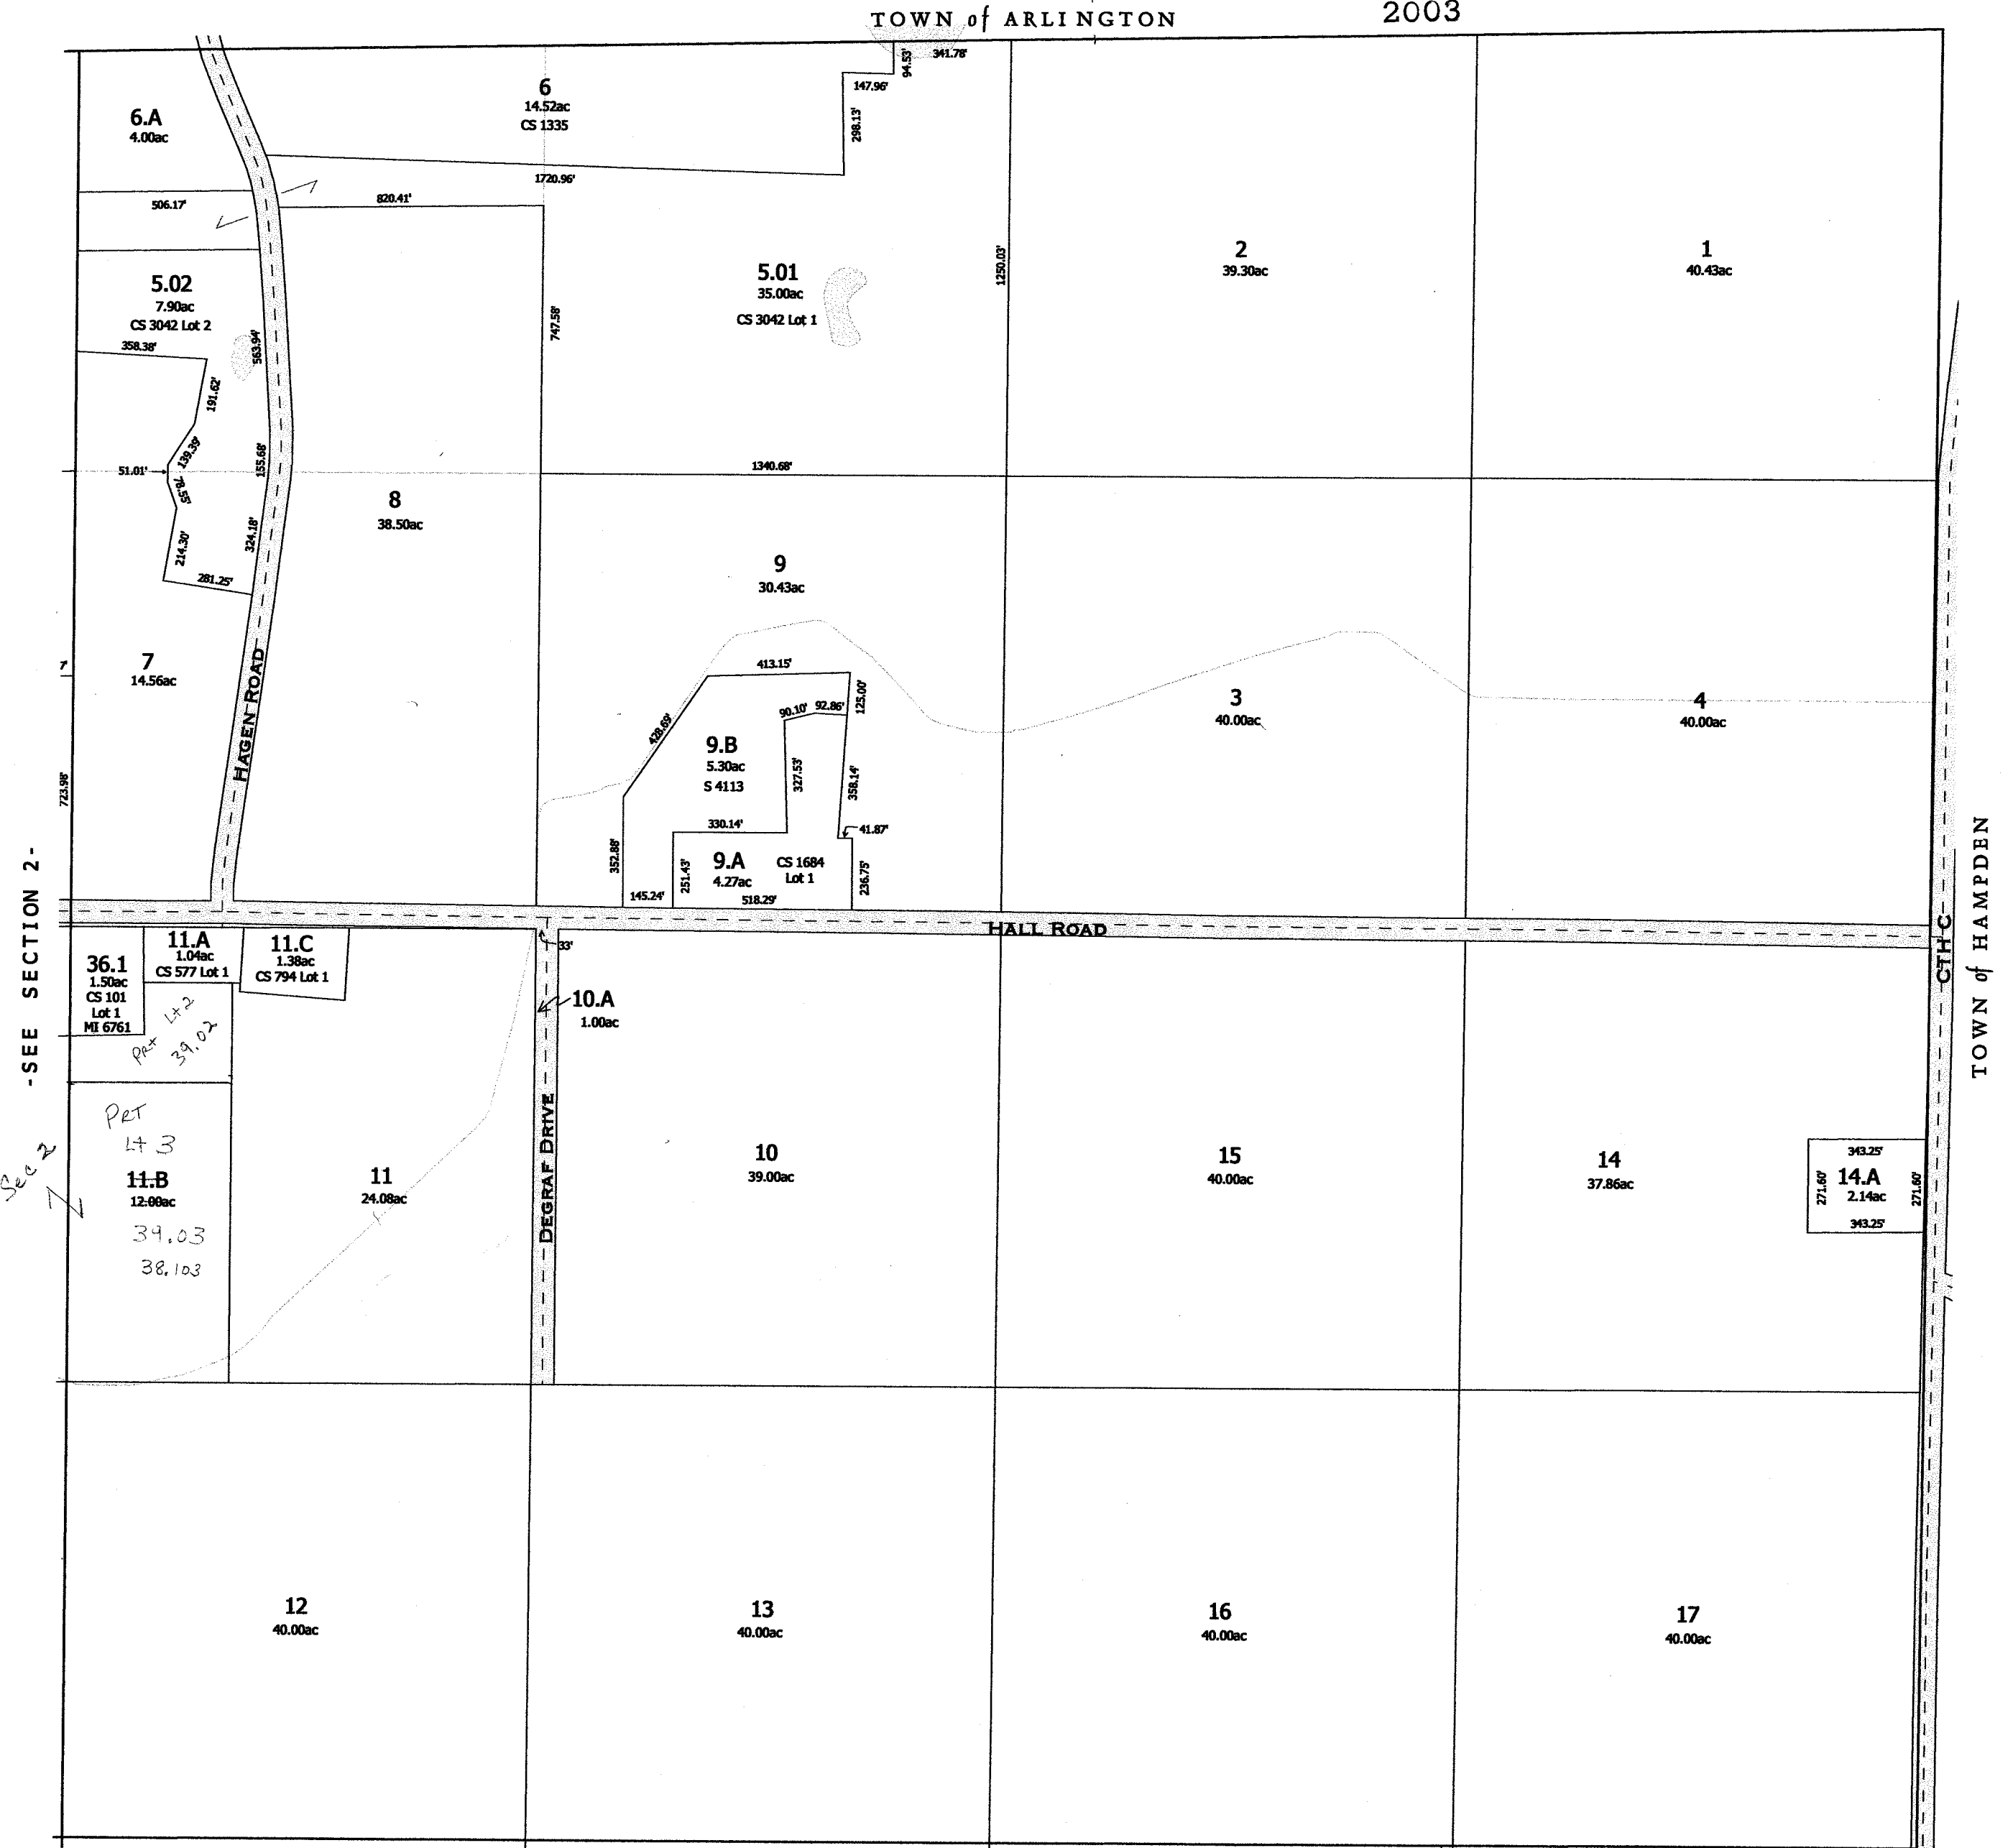 TOWN of ARLINGTON
2003
6.A
4.00ac
6
14.52ac
CS 1335
94.53'
341.78'
147.96'
298.13'
1720.96'
506.17'
820.41'
5.02
7.90ac
CS 3042 Lot 2
358.38'
563.94'
191.62'
139.39'
51.01'
155.68'
78.55'
214.30'
324.18'
281.25'
747.58'
5.01
35.00ac
CS 3042 Lot 1
1250.03'
2
39.30ac
1
40.43ac
1340.68'
8
38.50ac
9
30.43ac
7
14.56ac
HAGEN ROAD
723.98'
413.15'
428.69'
90.10'
92.86'
125.00'
9.B
5.30ac
S 4113
327.53'
358.14'
330.14'
41.87'
352.88'
251.43'
9.A
4.27ac
CS 1684
Lot 1
236.75'
145.24'
518.29'
3
40.00ac
4
40.00ac
HALL ROAD
CTH C
TOWN of HAMPDEN
-SEE SECTION 2-
36.1
1.50ac
CS 101
Lot 1
MI 6761
11.A
1.04ac
CS 577 Lot 1
11.C
1.38ac
CS 794 Lot 1
33'
10.A
1.00ac
PRT Lt 2
39.02
PRT
Lt 3
11.B
12.00ac
39.03
38.103
Sec 2
11
24.08ac
DEGRAF DRIVE
10
39.00ac
15
40.00ac
14
37.86ac
343.25'
271.60'
14.A
2.14ac
271.60'
343.25'
12
40.00ac
13
40.00ac
16
40.00ac
17
40.00ac